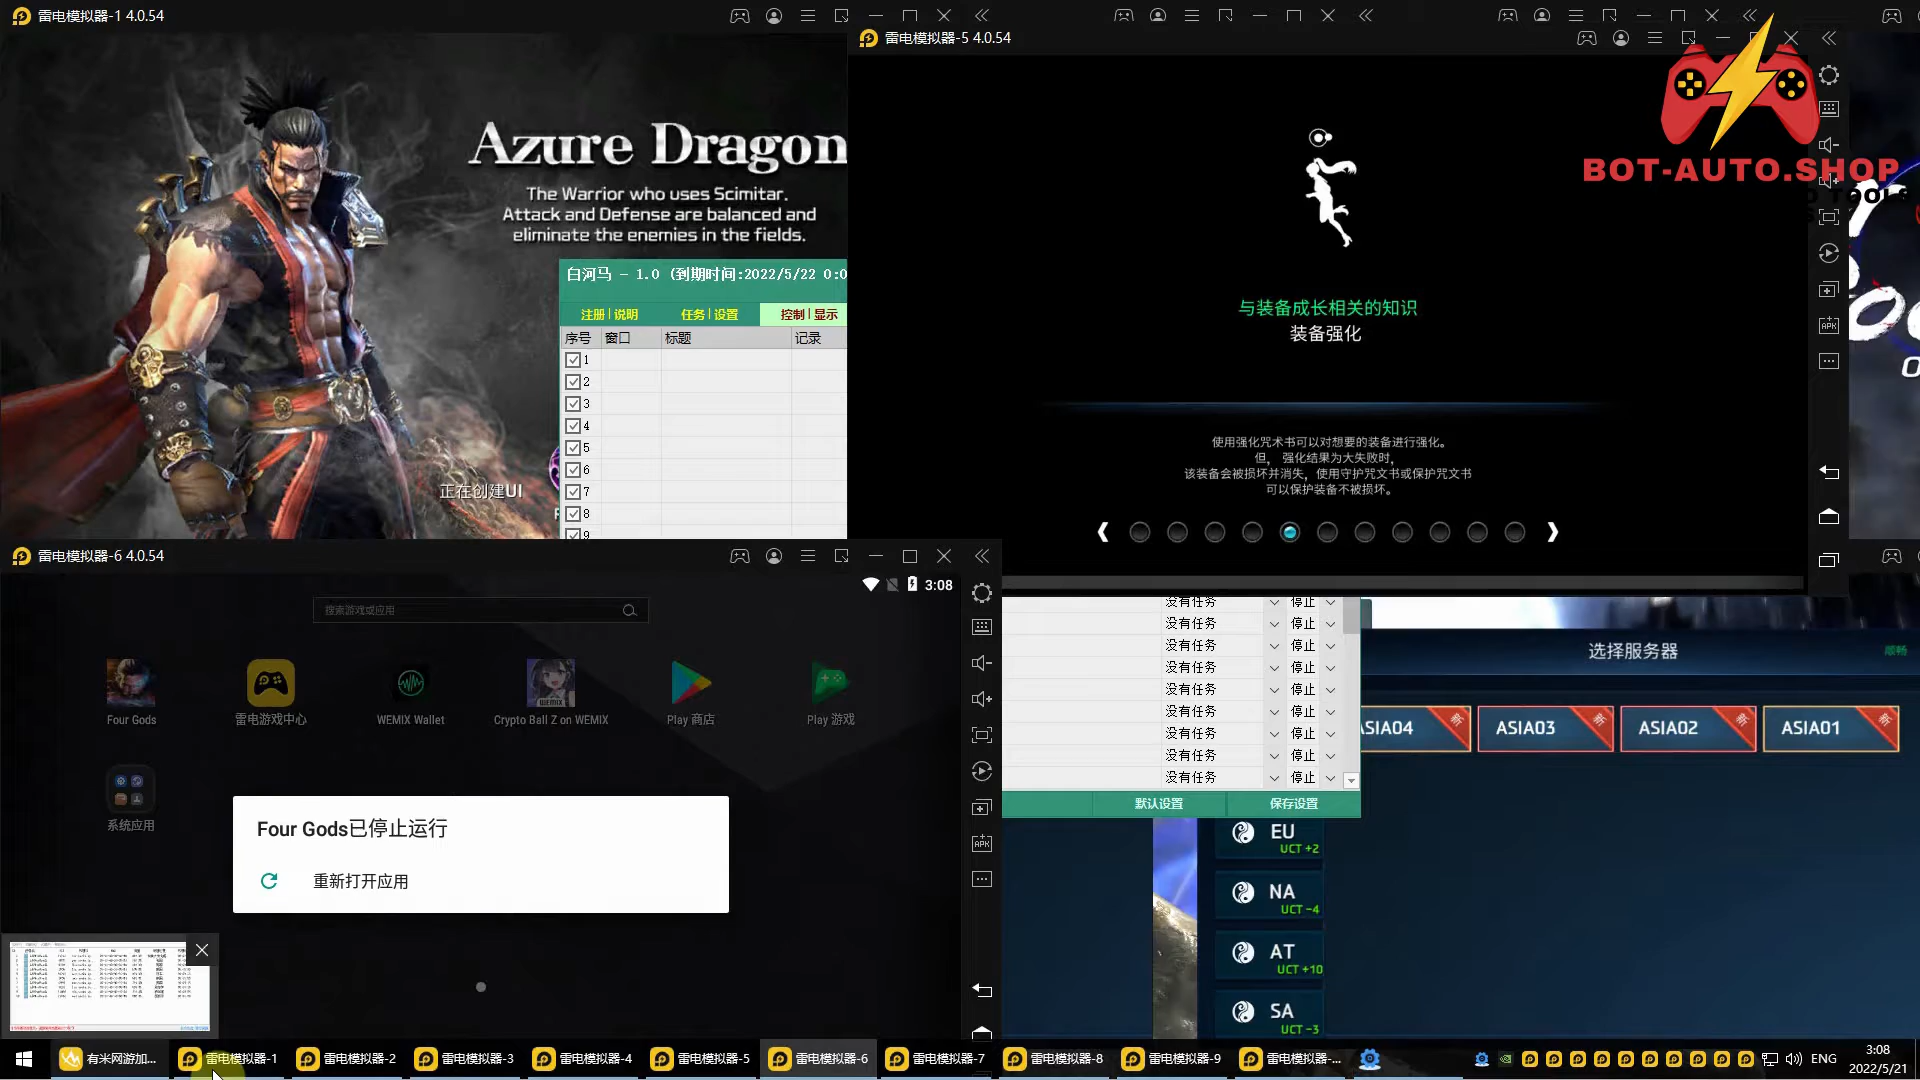 雷电模拟器-1 4.0.54
雷电模拟器-5 4.0.54
BOT-AUTO.SHOP
Azure Dragon
The Warrior who uses Scimitar.
Attack and Defense are balanced and
eliminate the enemies in the fields.
白河马 - 1.0 (到期时间:2022/5/22 0:0
注册|说明 任务|设置 控制|显示
序号 窗口 标题 记录
1
2
3
4
5
6
7
8
9
正在创建UI
与装备成长相关的知识
装备强化
使用强化咒术书可以对想要的装备进行强化。
但, 强化结果为大失败时,
该装备会被损坏并消失, 使用守护咒文书或保护咒文书
可以保护装备不被损坏。
APK
雷电模拟器-6 4.0.54
3:08
搜索游戏或应用
Four Gods
雷电游戏中心
WEMIX Wallet
WEMIX
Crypto Ball Z on WEMIX
Play 商店
Play 游戏
系统应用
Four Gods已停止运行
重新打开应用
APK
没有任务 停止
没有任务 停止
没有任务 停止
没有任务 停止
没有任务 停止
没有任务 停止
没有任务 停止
没有任务 停止
没有任务 停止
默认设置 保存设置
选择服务器
顺畅
ASIA04 新
ASIA03 新
ASIA02 新
ASIA01 新
EU
UCT +2
NA
UCT -4
AT
UCT +10
SA
UCT -3
有米网游加...
雷电模拟器-1
雷电模拟器-2
雷电模拟器-3
雷电模拟器-4
雷电模拟器-5
雷电模拟器-6
雷电模拟器-7
雷电模拟器-8
雷电模拟器-9
雷电模拟器-...
ENG
3:08
2022/5/21